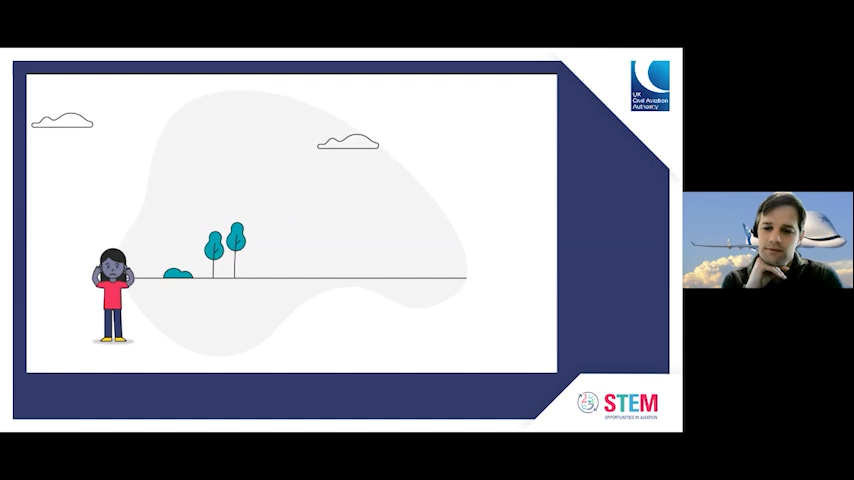 UK
Civil Aviation
Authority
STEM
OPPORTUNITIES IN AVIATION